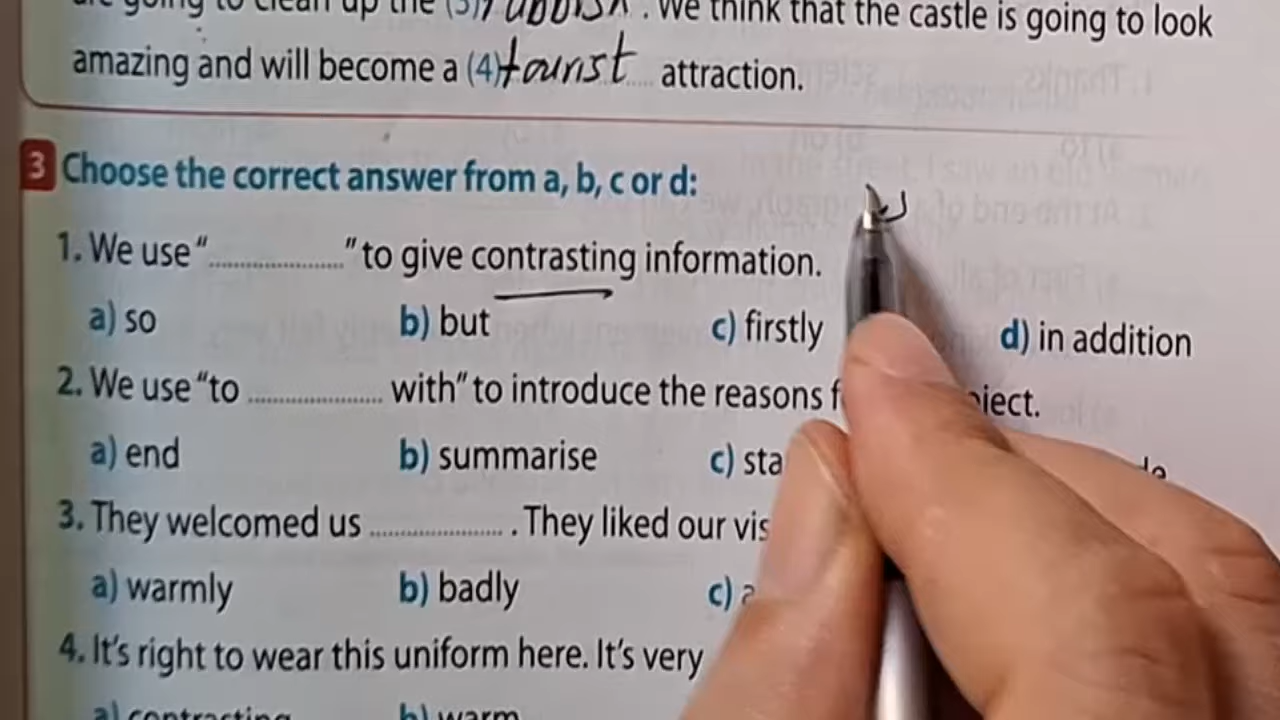 are going to clean up the (3) rubbish. We think that the castle is going to look
amazing and will become a (4) tourist attraction.
3 Choose the correct answer from a, b, c or d:
1. We use "..................." to give contrasting information.
a) so b) but c) firstly d) in addition
2. We use "to ................... with" to introduce the reasons
a) end b) summarise c)
3. They welcomed us ................... . They liked our
a) warmly b) badly c)
4. It's right to wear this uniform here. It's very
a) contracting b) warm